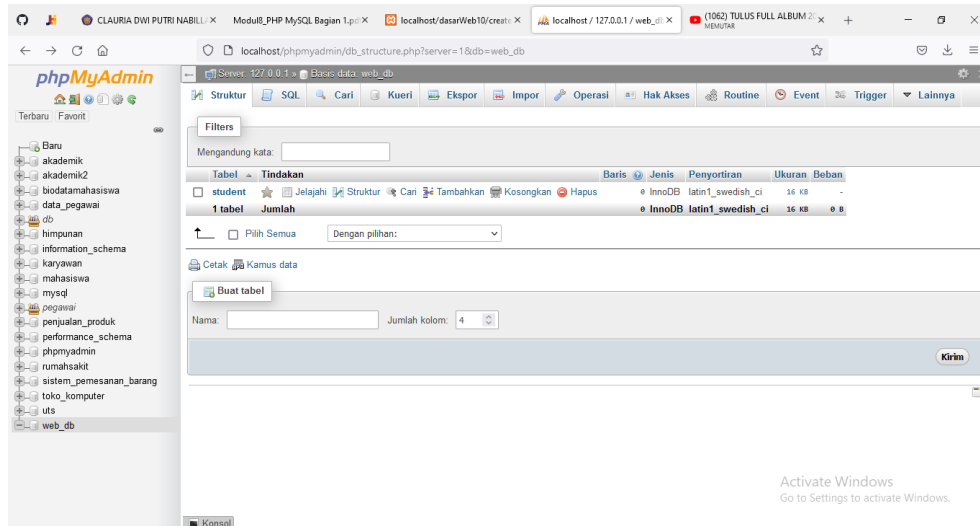 CLAURIA DWI PUTRI NABILL
Modul8_PHP MySQL Bagian 1.pd
localhost/dasarWeb10/create
localhost / 127.0.0.1 / web_db
(1062) TULUS FULL ALBUM 20
MEMUTAR
localhost/phpmyadmin/db_structure.php?server=1&db=web_db
phpMyAdmin
Terbaru Favorit
Baru
akademik
akademik2
biodatamahasiswa
data_pegawai
db
himpunan
information_schema
karyawan
mahasiswa
mysql
pegawai
penjualan_produk
performance_schema
phpmyadmin
rumahsakit
sistem_pemesanan_barang
toko_komputer
uts
web_db
Server: 127.0.0.1 » Basis data: web_db
Struktur SQL Cari Kueri Ekspor Impor Operasi Hak Akses Routine Event Trigger Lainnya
Filters
Mengandung kata:
Tabel Tindakan Baris Jenis Penyortiran Ukuran Beban
student Jelajahi Struktur Cari Tambahkan Kosongkan Hapus 0 InnoDB latin1_swedish_ci 16 KB -
1 tabel Jumlah 0 InnoDB latin1_swedish_ci 16 KB 0 B
Pilih Semua Dengan pilihan:
Cetak Kamus data
Buat tabel
Nama: Jumlah kolom: 4
Kirim
Activate Windows
Go to Settings to activate Windows.
Konsol